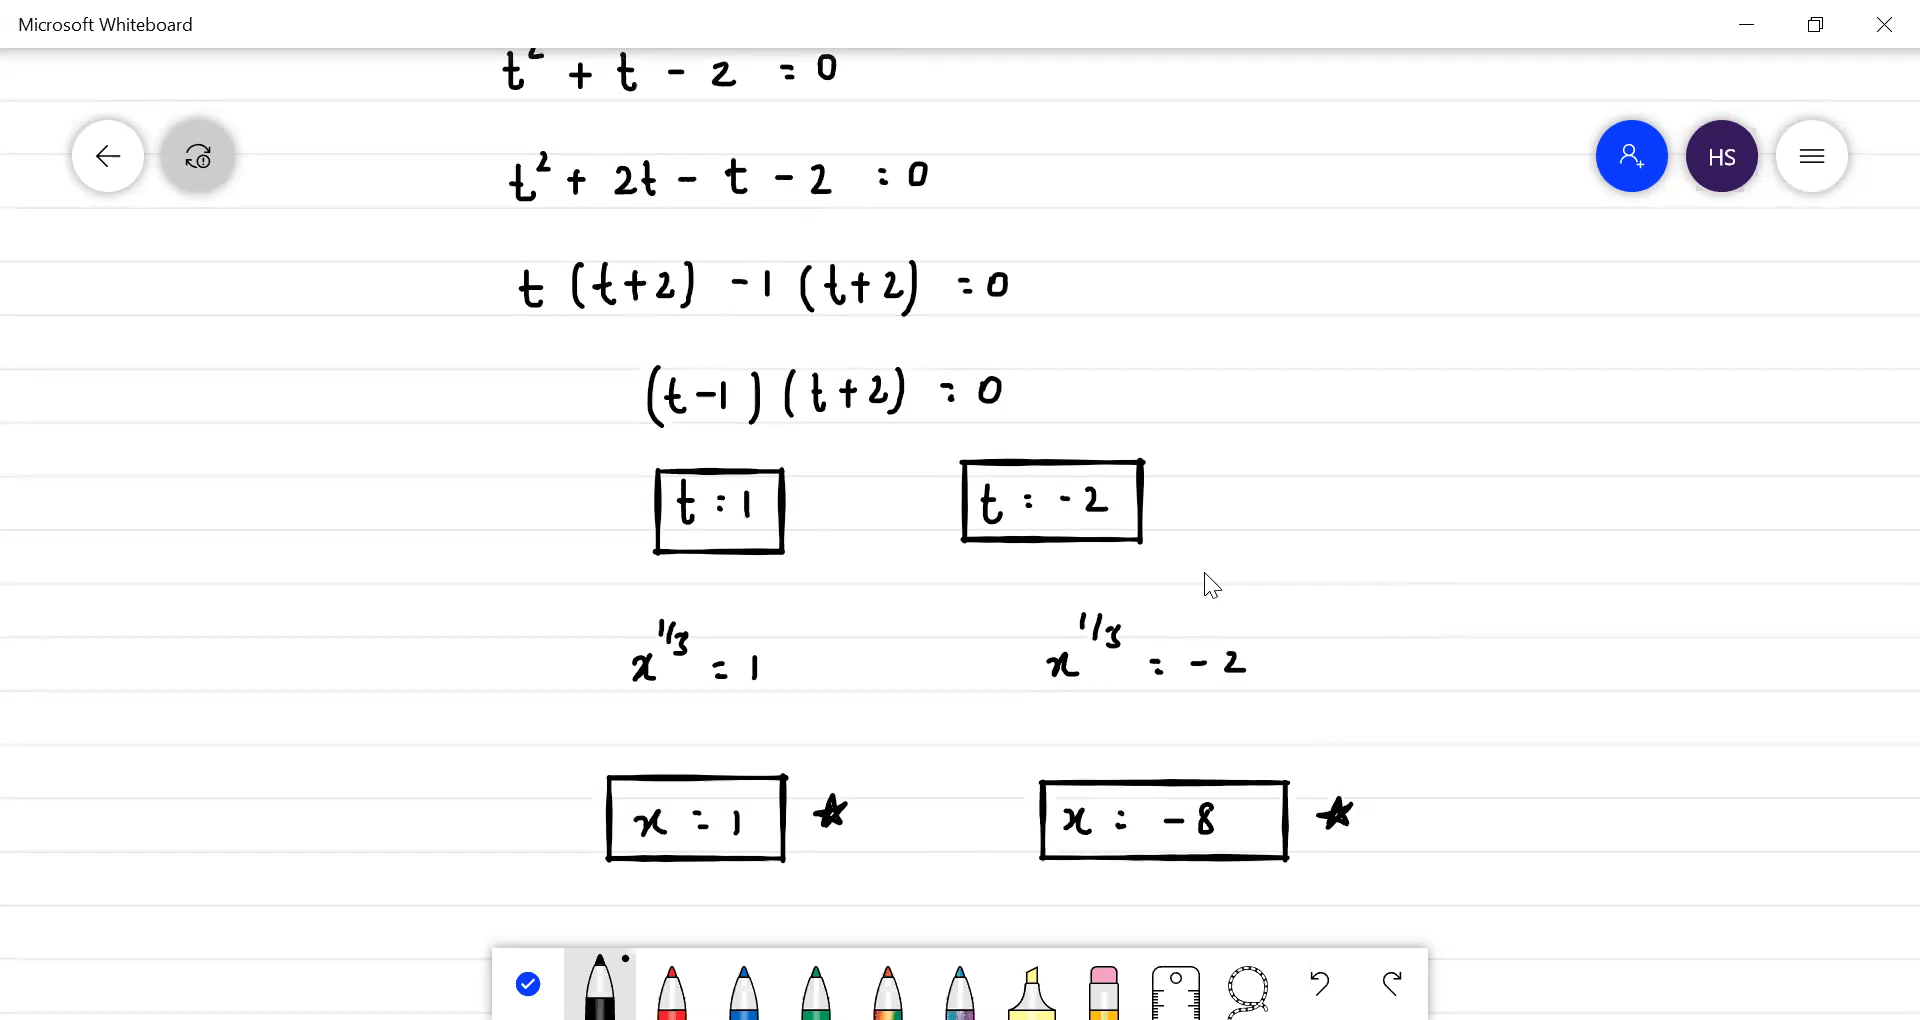 Microsoft Whiteboard
t² + t - 2 = 0
HS
t² + 2t - t - 2 = 0
t (t+2) -1 (t+2) = 0
(t-1) (t+2) = 0
t = 1 t = -2
x^1/3 = 1 x^1/3 = -2
x = 1 ★ x = -8 ★